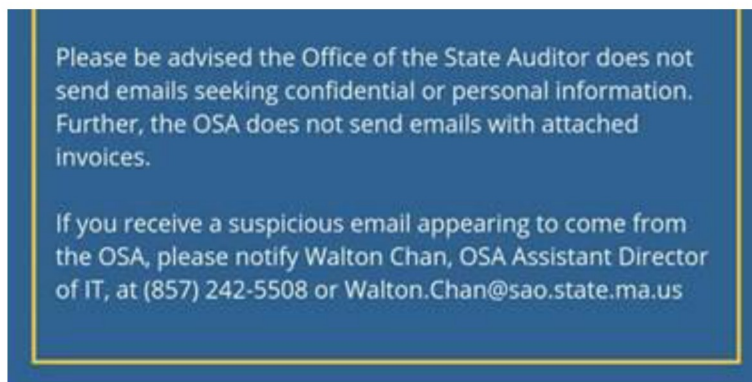 Please be advised the Office of the State Auditor does not
send emails seeking confidential or personal information.
Further, the OSA does not send emails with attached
invoices.
If you receive a suspicious email appearing to come from
the OSA, please notify Walton Chan, OSA Assistant Director
of IT, at (857) 242-5508 or Walton.Chan@sao.state.ma.us